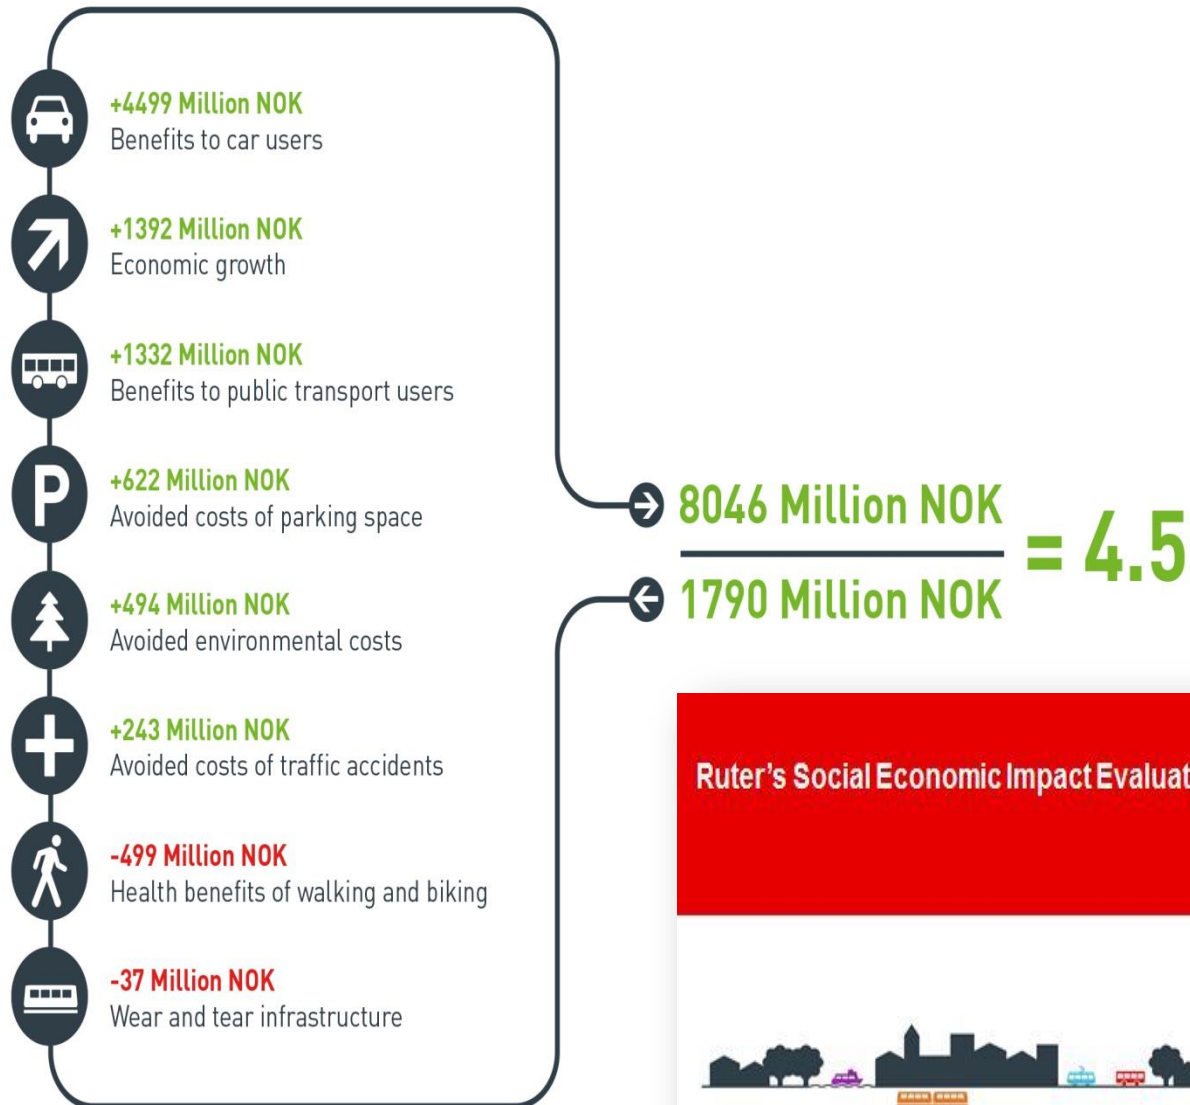 +4499 Million NOK
Benefits to car users
+1392 Million NOK
Economic growth
+1332 Million NOK
Benefits to public transport users
P
+622 Million NOK
Avoided costs of parking space
+494 Million NOK
Avoided environmental costs
+243 Million NOK
Avoided costs of traffic accidents
-499 Million NOK
Health benefits of walking and biking
-37 Million NOK
Wear and tear infrastructure
8046 Million NOK
1790 Million NOK
= 4.5
Ruter's Social Economic Impact Evaluat